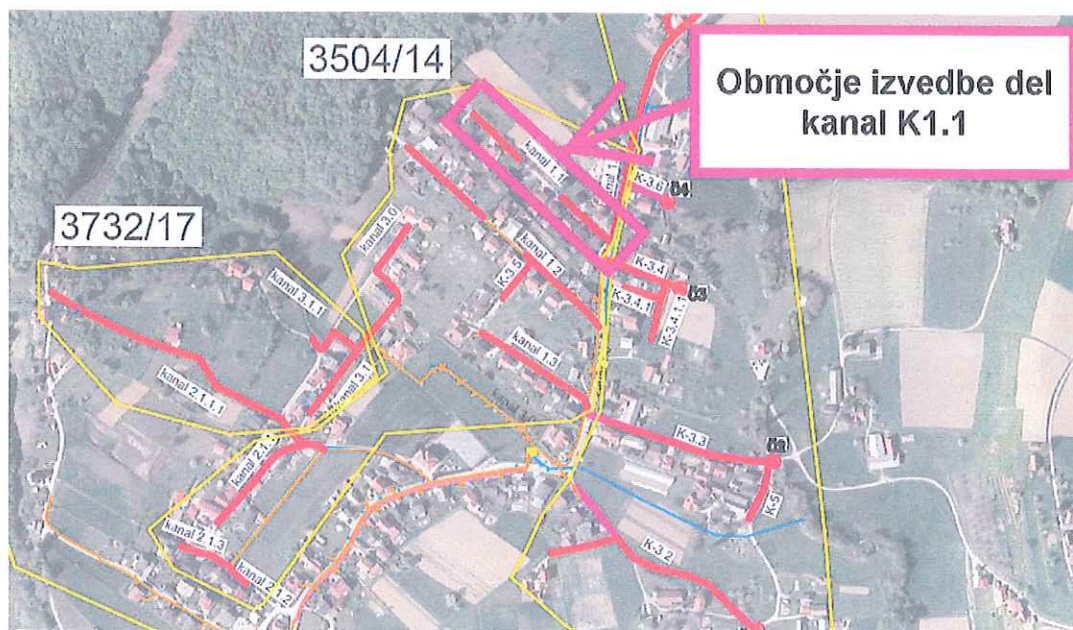 3504/14
Območje izvedbe del
kanal K1.1
3732/17
kanal 1.1
kanal 1
K-3.6
Č4
kanal 3.0
K-3.5
kanal 1.2
K-3.4
Č3
K-3.4.1
K-3.4.1.1
kanal 3.1.1
kanal 1.3
kanal 3.1
kanal 2.1.1.1
K-3.3
Č2
kanal 2.1.1
K-5
kanal 2.1.3
kanal 2.1.2
K-3.2